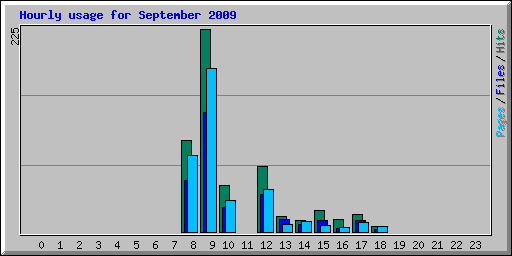 Hourly usage for September 2009
225
Pages / Files / Hits
0 1 2 3 4 5 6 7 8 9 10 11 12 13 14 15 16 17 18 19 20 21 22 23